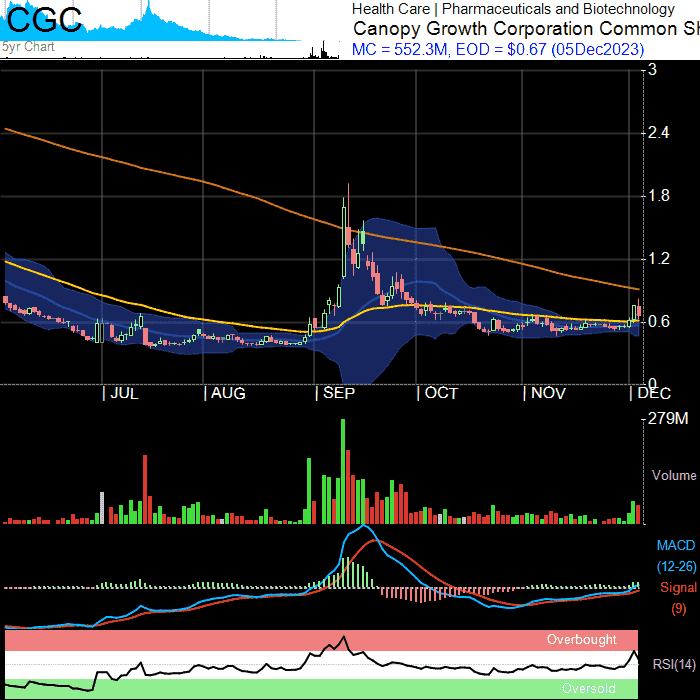 CGC
5yr Chart
Health Care | Pharmaceuticals and Biotechnology
Canopy Growth Corporation Common Sh
MC = 552.3M, EOD = $0.67 (05Dec2023)
3
2.4
1.8
1.2
0.6
0
| JUL | AUG | SEP | OCT | NOV | DEC
279M
Volume
MACD
(12-26)
Signal
(9)
Overbought
RSI(14)
Oversold